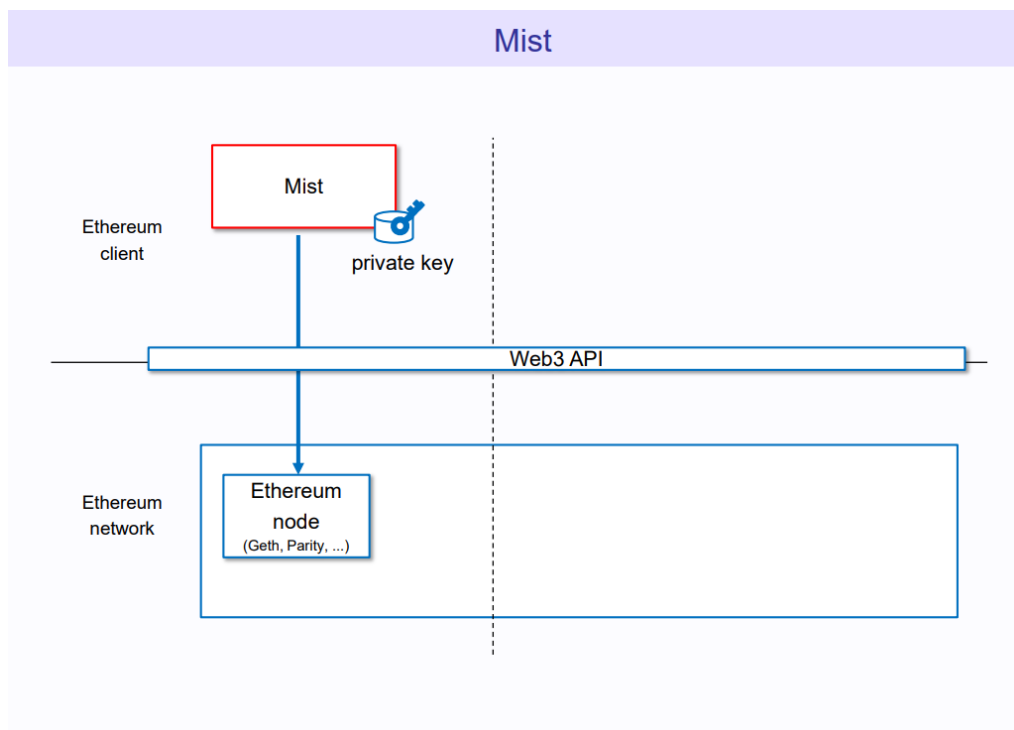 Mist
Mist
Ethereum
client
private key
Web3 API
Ethereum
network
Ethereum
node
(Geth, Parity, ...)